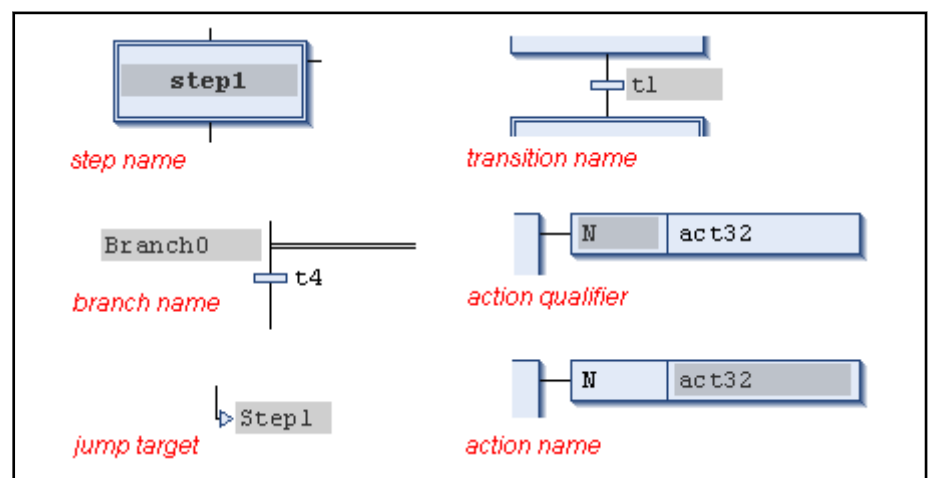 step1
step name
t1
transition name
Branch0
t4
branch name
N act32
action qualifier
Step1
jump target
N act32
action name